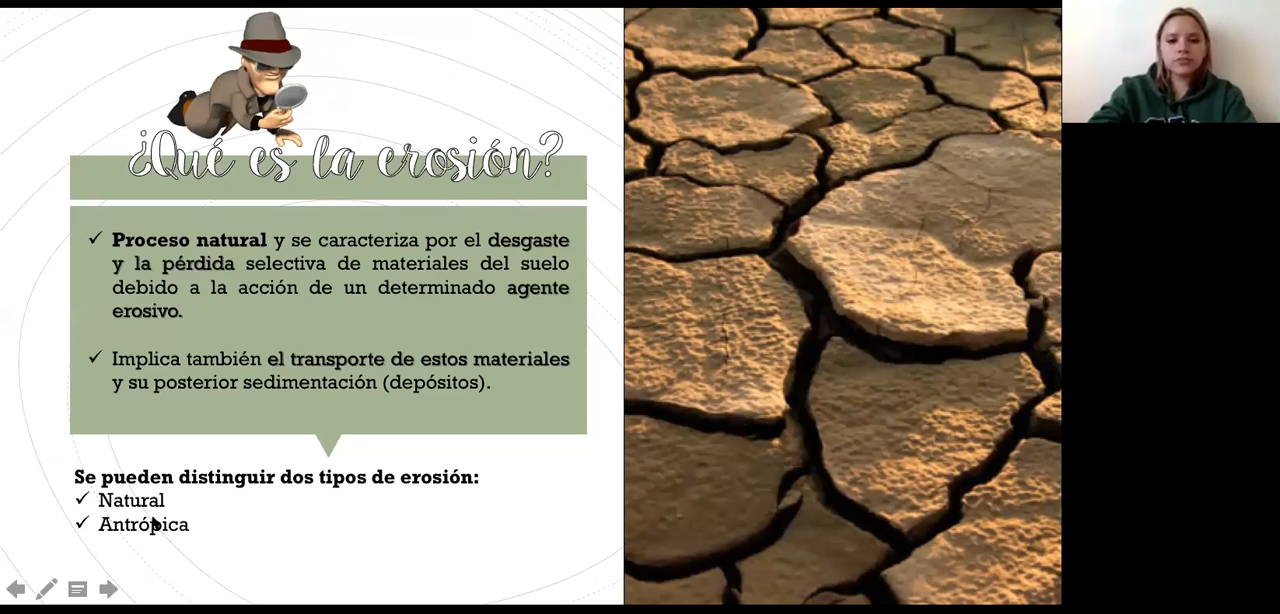 ¿Qué es la erosión?
✓ Proceso natural y se caracteriza por el desgaste
y la pérdida selectiva de materiales del suelo
debido a la acción de un determinado agente
erosivo.
✓ Implica también el transporte de estos materiales
y su posterior sedimentación (depósitos).
Se pueden distinguir dos tipos de erosión:
✓ Natural
✓ Antrópica